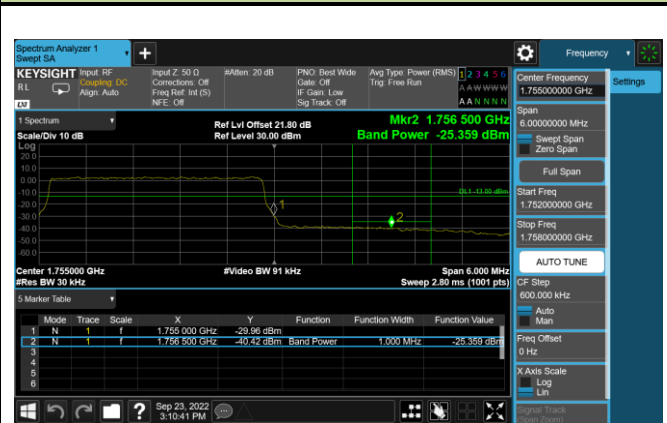 Spectrum Analyzer 1
Swept SA
Frequency
KEYSIGHT
RL
LXI
Input: RF
Coupling: DC
Align: Auto
Input Z: 50 Ω
Corrections: Off
Freq Ref: Int (S)
NFE: Off
#Atten: 20 dB
PNO: Best Wide
Gate: Off
IF Gain: Low
Sig Track: Off
Avg Type: Power (RMS)
Trig: Free Run
1 2 3 4 5 6
A A W W W W
A A N N N N
Center Frequency
1.755000000 GHz
Settings
Span
6.00000000 MHz
Swept Span
Zero Span
Full Span
Start Freq
1.752000000 GHz
Stop Freq
1.758000000 GHz
AUTO TUNE
CF Step
600.000 kHz
Auto
Man
Freq Offset
0 Hz
X Axis Scale
Log
Lin
Signal Track
(Span Zoom)
1 Spectrum
Scale/Div 10 dB
Ref Lvl Offset 21.80 dB
Ref Level 30.00 dBm
Mkr2 1.756 500 GHz
Band Power -25.359 dBm
Log
20.0
10.0
0.00
-10.0
-20.0
-30.0
-40.0
-50.0
-60.0
DL1 -13.00 dBm
1
2
Center 1.755000 GHz
#Res BW 30 kHz
#Video BW 91 kHz
Span 6.000 MHz
Sweep 2.80 ms (1001 pts)
5 Marker Table
Mode Trace Scale X Y Function Function Width Function Value
1 N 1 f 1.755 000 GHz -29.96 dBm
2 N 1 f 1.756 500 GHz -40.42 dBm Band Power 1.000 MHz -25.359 dBm
3
4
5
6
?
Sep 23, 2022
3:10:41 PM